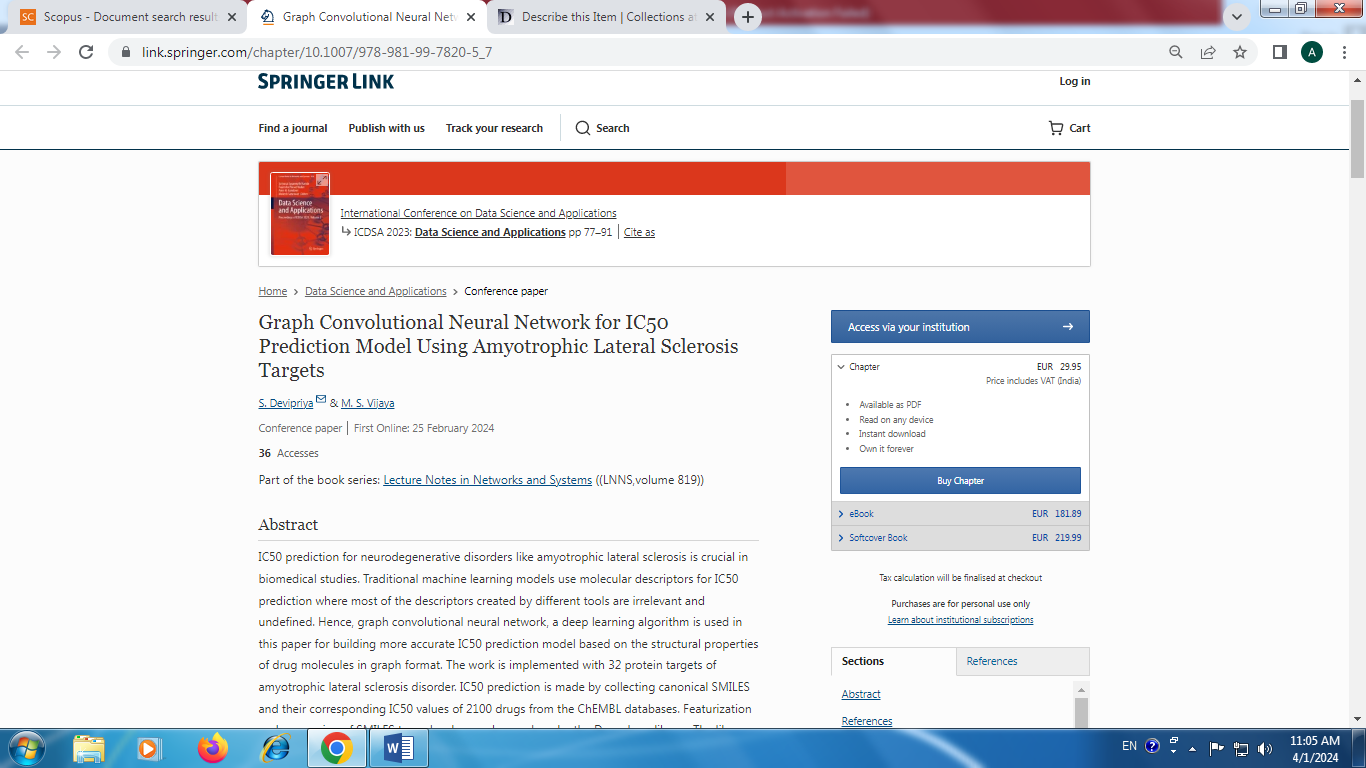 Scopus - Document search result
Graph Convolutional Neural Netw
Describe this Item | Collections at
link.springer.com/chapter/10.1007/978-981-99-7820-5_7
A
SPRINGER LINK
Log in
Find a journal Publish with us Track your research Search Cart
Data Science and Applications
International Conference on Data Science and Applications
ICDSA 2023: Data Science and Applications pp 77–91 | Cite as
Home > Data Science and Applications > Conference paper
Graph Convolutional Neural Network for IC50
Prediction Model Using Amyotrophic Lateral Sclerosis
Targets
S. Devipriya & M. S. Vijaya
Conference paper | First Online: 25 February 2024
36 Accesses
Part of the book series: Lecture Notes in Networks and Systems ((LNNS,volume 819))
Abstract
IC50 prediction for neurodegenerative disorders like amyotrophic lateral sclerosis is crucial in
biomedical studies. Traditional machine learning models use molecular descriptors for IC50
prediction where most of the descriptors created by different tools are irrelevant and
undefined. Hence, graph convolutional neural network, a deep learning algorithm is used in
this paper for building more accurate IC50 prediction model based on the structural properties
of drug molecules in graph format. The work is implemented with 32 protein targets of
amyotrophic lateral sclerosis disorder. IC50 prediction is made by collecting canonical SMILES
and their corresponding IC50 values of 2100 drugs from the ChEMBL databases. Featurization
Access via your institution →
Chapter EUR 29.95
Price includes VAT (India)
• Available as PDF
• Read on any device
• Instant download
• Own it forever
Buy Chapter
eBook EUR 181.89
Softcover Book EUR 219.99
Tax calculation will be finalised at checkout
Purchases are for personal use only
Learn about institutional subscriptions
Sections References
Abstract
References
EN
11:05 AM
4/1/2024